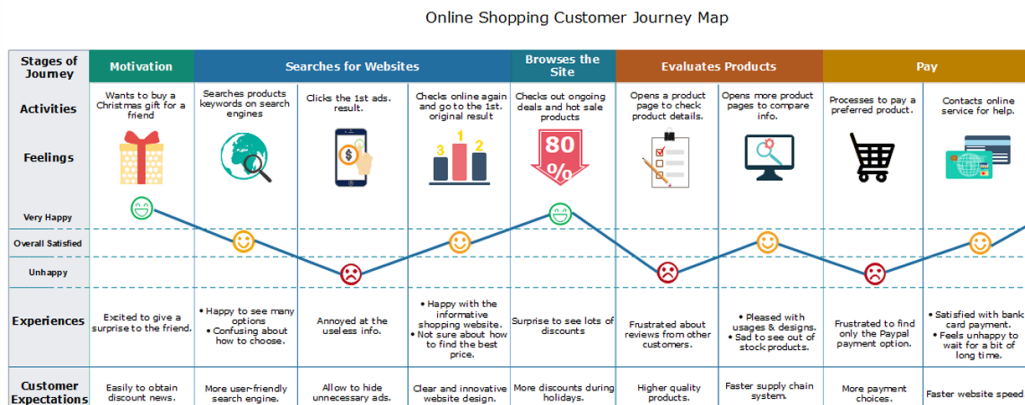 Online Shopping Customer Journey Map
Stages of
Journey
Motivation
Searches for Websites
Browses the
Site
Evaluates Products
Pay
Activities
Wants to buy a
Christmas gift for a
friend
Searches products
keywords on search
engines
Clicks the 1st ads.
result.
Checks online again
and go to the 1st.
original result
Checks out ongoing
deals and hot sale
products
Opens a product
page to check
product details.
Opens more product
pages to compare
info.
Processes to pay a
preferred product.
Contacts online
service for help.
Feelings
3
1
2
80
%
Very Happy
Overall Satisfied
Unhappy
Experiences
Excited to give a
surprise to the friend.
• Happy to see many
options
• Confusing about
how to choose.
Annoyed at the
useless info.
• Happy with the
informative
shopping website.
• Not sure about how
to find the best
price.
Surprise to see lots of
discounts
Frustrated about
reviews from other
customers.
• Pleased with
usages & designs.
• Sad to see out of
stock products.
Frustrated to find
only the Paypal
payment option.
• Satisfied with bank
card payment.
• Feels unhappy to
wait for a bit of
long time.
Customer
Expectations
Easily to obtain
discount news.
More user-friendly
search engine.
Allow to hide
unnecessary ads.
Clear and innovative
website design.
More discounts during
holidays.
Higher quality
products.
Faster supply chain
system.
More payment
choices.
Faster website speed